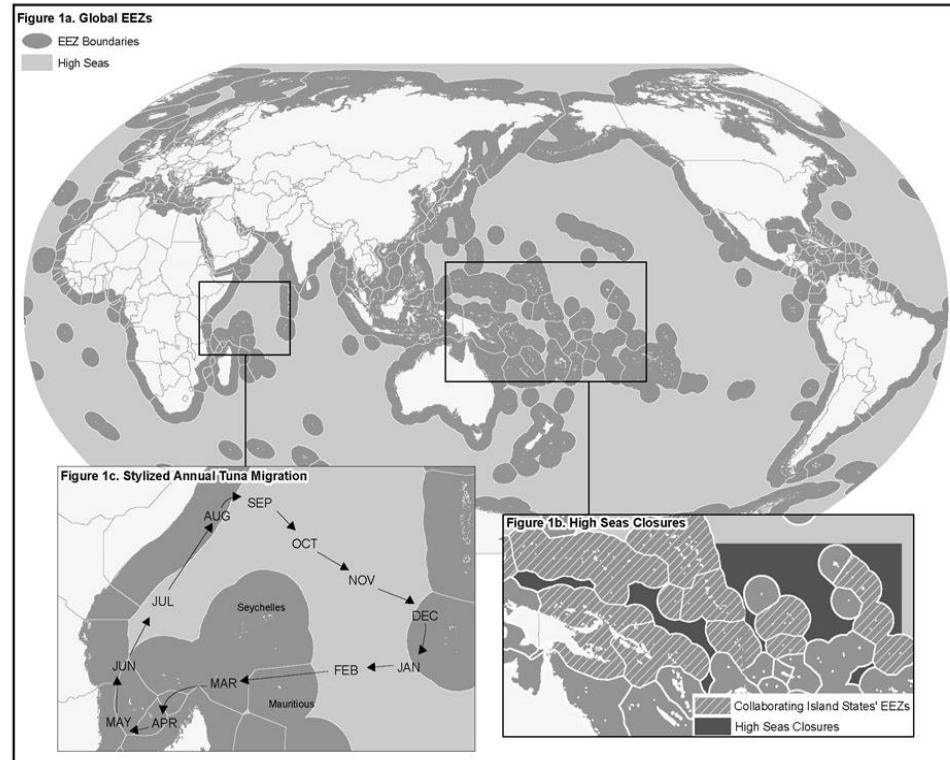 Figure 1a. Global EEZs
EEZ Boundaries
High Seas
Figure 1c. Stylized Annual Tuna Migration
SEP
AUG
OCT
NOV
JUL
DEC
Seychelles
JUN
FEB
JAN
MAR
Mauritious
MAY
APR
Figure 1b. High Seas Closures
Collaborating Island States' EEZs
High Seas Closures